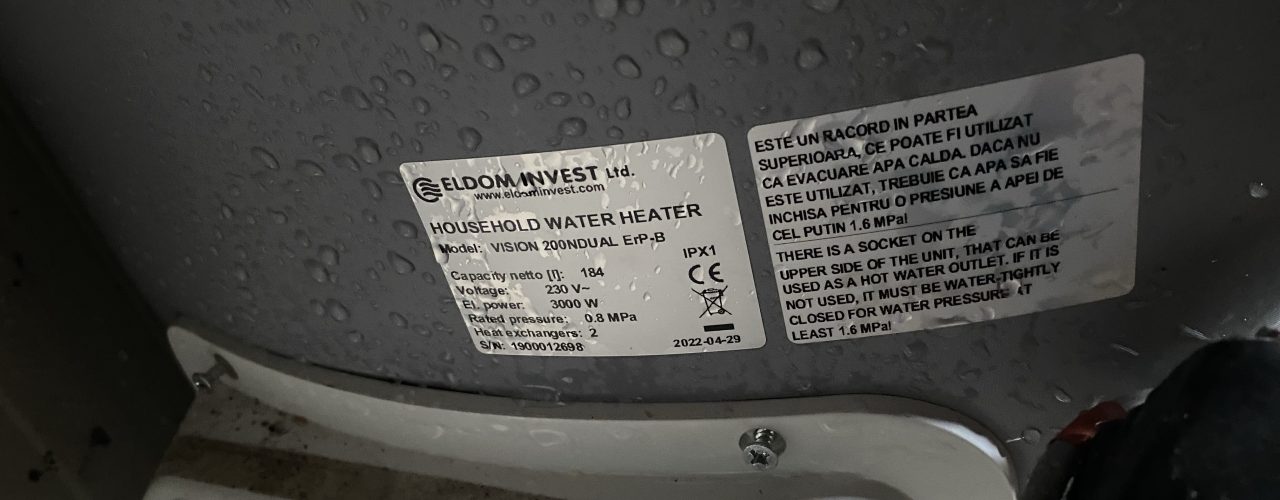 ELDOMINVEST Ltd.
www.eldominvest.com
HOUSEHOLD WATER HEATER
Model: VISION 200NDUAL ErP-B
IPX1
Capacity netto [l]: 184
Voltage: 230 V~
El. power: 3000 W
Rated pressure: 0.8 MPa
Heat exchangers: 2
S/N: 1900012698
CE
2022-04-29
ESTE UN RACORD IN PARTEA
SUPERIOARA, CE POATE FI UTILIZAT
CA EVACUARE APA CALDA. DACA NU
ESTE UTILIZAT, TREBUIE CA APA SA FIE
INCHISA PENTRU O PRESIUNE A APEI DE
CEL PUTIN 1.6 MPa!
THERE IS A SOCKET ON THE
UPPER SIDE OF THE UNIT, THAT CAN BE
USED AS A HOT WATER OUTLET. IF IT IS
NOT USED, IT MUST BE WATER-TIGHTLY
CLOSED FOR WATER PRESSURE AT
LEAST 1.6 MPa!